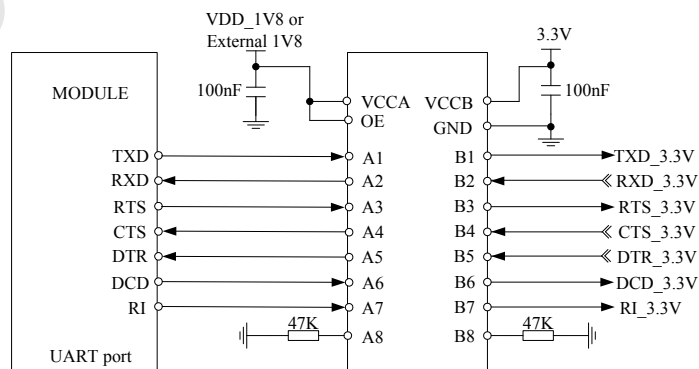 VDD_1V8 or
External 1V8
3.3V
100nF
100nF
MODULE
VCCA
VCCB
OE
GND
TXD
A1
B1
TXD_3.3V
RXD
A2
B2
RXD_3.3V
RTS
A3
B3
RTS_3.3V
CTS
A4
B4
CTS_3.3V
DTR
A5
B5
DTR_3.3V
DCD
A6
B6
DCD_3.3V
RI
A7
B7
RI_3.3V
47K
A8
B8
47K
UART port